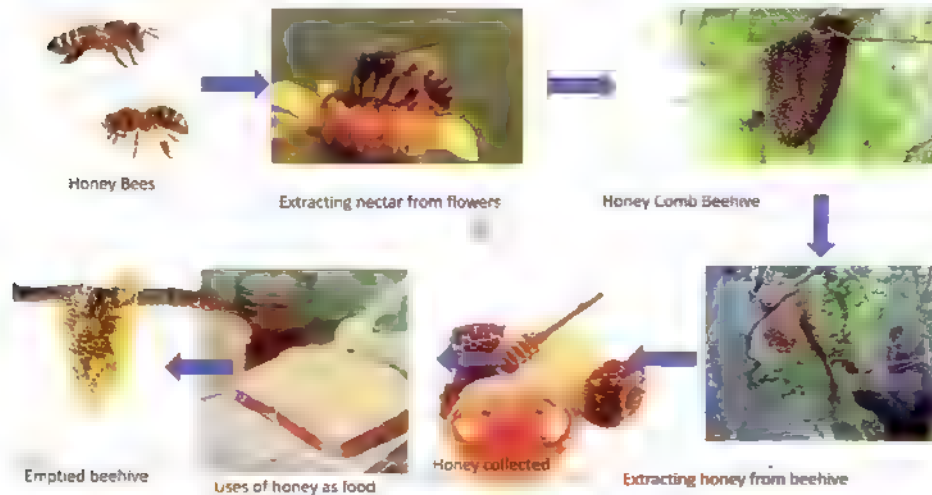 Honey Bees
Extracting nectar from flowers
Honey Comb Beehive
Emptied beehive
Uses of honey as food
Honey collected
Extracting honey from beehive